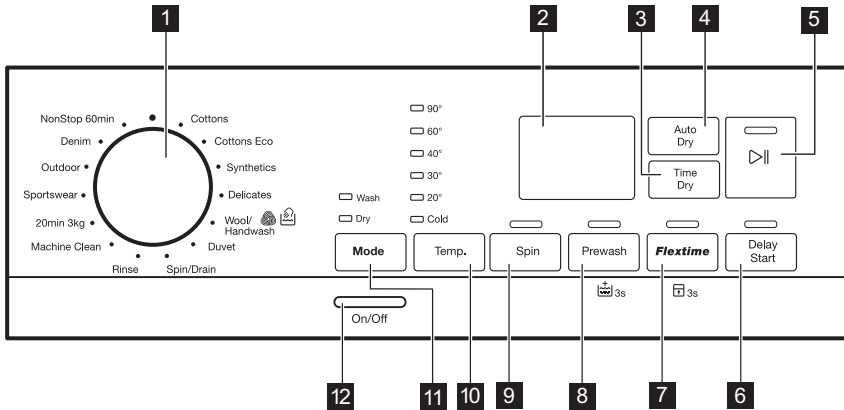 1
2
3
4
5
NonStop 60min
Cottons
Denim
Cottons Eco
Outdoor
Synthetics
Sportswear
Delicates
20min 3kg
Wool/
Handwash
Machine Clean
Duvet
Rinse
Spin/Drain
90°
60°
40°
30°
20°
Cold
Wash
Dry
Auto
Dry
Time
Dry
Mode
Temp.
Spin
Prewash
Flextime
Delay
Start
3s
3s
On/Off
12
11
10
9
8
7
6